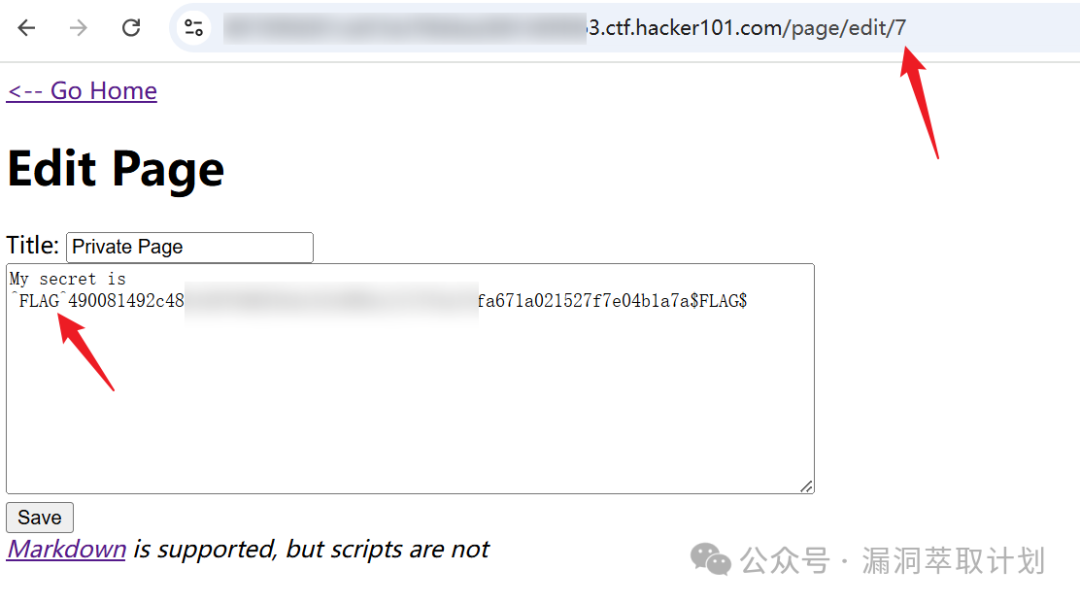 3.ctf.hacker101.com/page/edit/7
<-- Go Home
Edit Page
Title: Private Page
My secret is
^FLAG^490081492c48 fa671a021527f7e04b1a7a$FLAG$
Save
Markdown is supported, but scripts are not
公众号 · 漏洞萃取计划